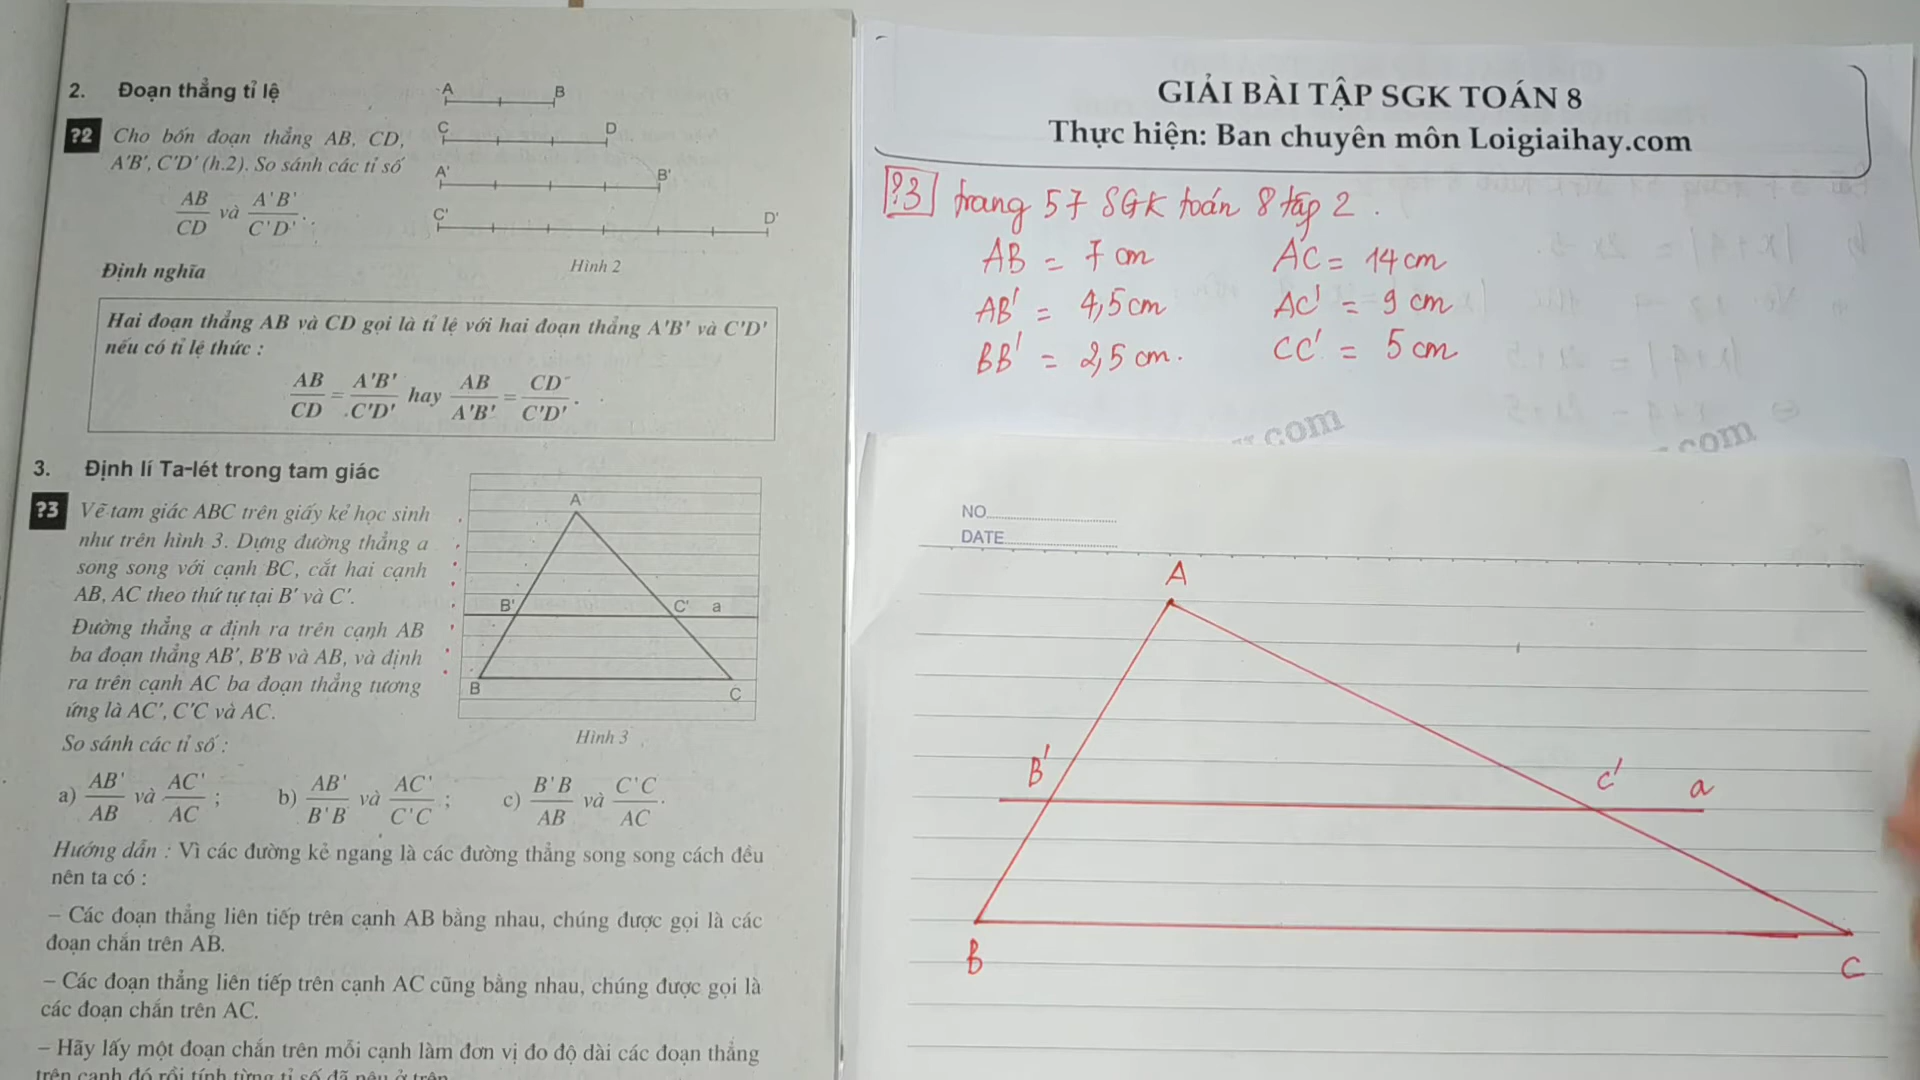 2. Đoạn thẳng tỉ lệ
?2 Cho bốn đoạn thẳng AB, CD,
A'B', C'D' (h.2). So sánh các tỉ số
AB/CD và A'B'/C'D'.
A B
C D
A' B'
C' D'
Hình 2
Định nghĩa
Hai đoạn thẳng AB và CD gọi là tỉ lệ với hai đoạn thẳng A'B' và C'D'
nếu có tỉ lệ thức :
AB/CD = A'B'/C'D' hay AB/A'B' = CD/C'D'.
3. Định lí Ta-lét trong tam giác
?3 Vẽ tam giác ABC trên giấy kẻ học sinh
như trên hình 3. Dựng đường thẳng a
song song với cạnh BC, cắt hai cạnh
AB, AC theo thứ tự tại B' và C'.
Đường thẳng a định ra trên cạnh AB
ba đoạn thẳng AB', B'B và AB, và định
ra trên cạnh AC ba đoạn thẳng tương
ứng là AC', C'C và AC.
So sánh các tỉ số :
A
B' C' a
B C
Hình 3
a) AB'/AB và AC'/AC ; b) AB'/B'B và AC'/C'C ; c) B'B/AB và C'C/AC.
Hướng dẫn : Vì các đường kẻ ngang là các đường thẳng song song cách đều
nên ta có :
– Các đoạn thẳng liên tiếp trên cạnh AB bằng nhau, chúng được gọi là các
đoạn chắn trên AB.
– Các đoạn thẳng liên tiếp trên cạnh AC cũng bằng nhau, chúng được gọi là
các đoạn chắn trên AC.
– Hãy lấy một đoạn chắn trên mỗi cạnh làm đơn vị đo độ dài các đoạn thẳng
trên cạnh đó rồi tính từng tỉ số đã nêu ở trên
GIẢI BÀI TẬP SGK TOÁN 8
Thực hiện: Ban chuyên môn Loigiaihay.com
?3 trang 57 SGK toán 8 tập 2.
AB = 7 cm AC = 14 cm
AB' = 4,5 cm AC' = 9 cm
BB' = 2,5 cm. CC' = 5 cm
.com
.com
NO
DATE
A
B' C' a
B C